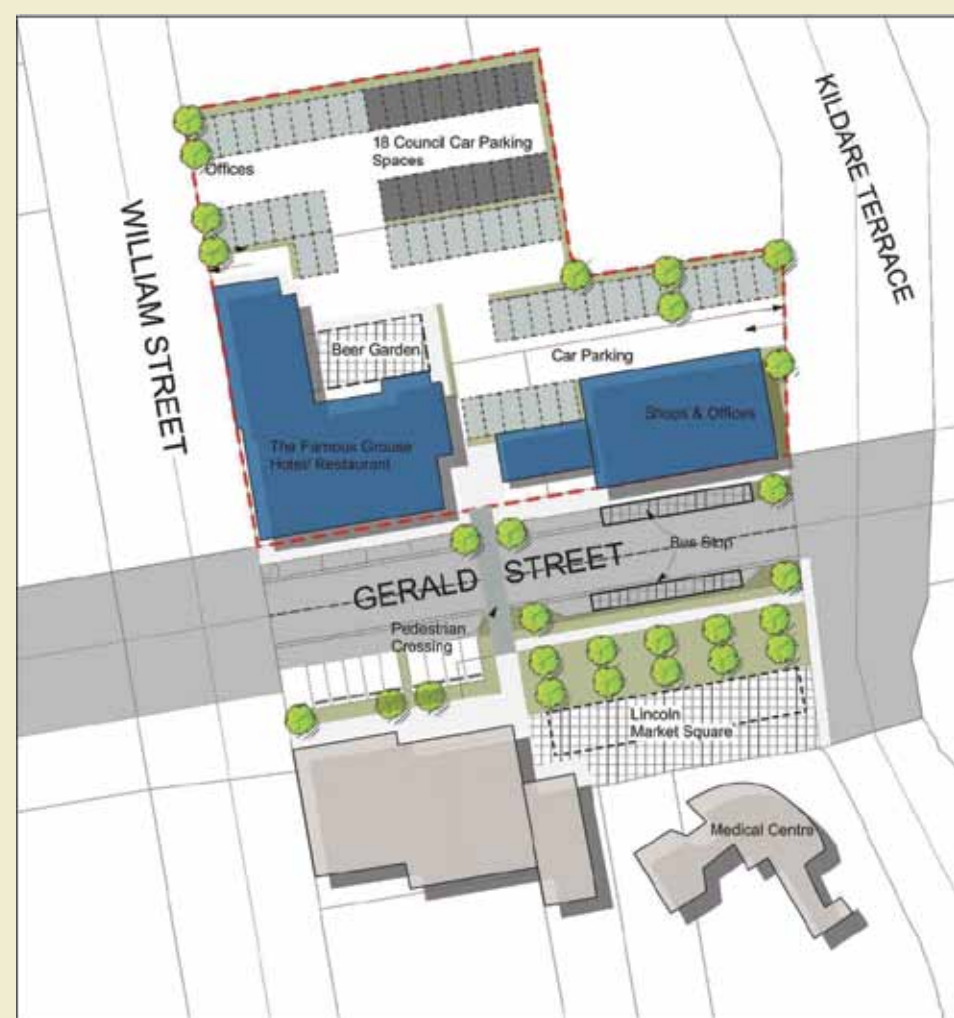 18 Council Car Parking
Spaces
Offices
KILDARE TERRACE
WILLIAM STREET
Beer Garden
Car Parking
Shops & Offices
The Famous Grouse
Hotel/ Restaurant
Bus Stop
GERALD STREET
Pedestrian
Crossing
Lincoln
Market Square
Medical Centre